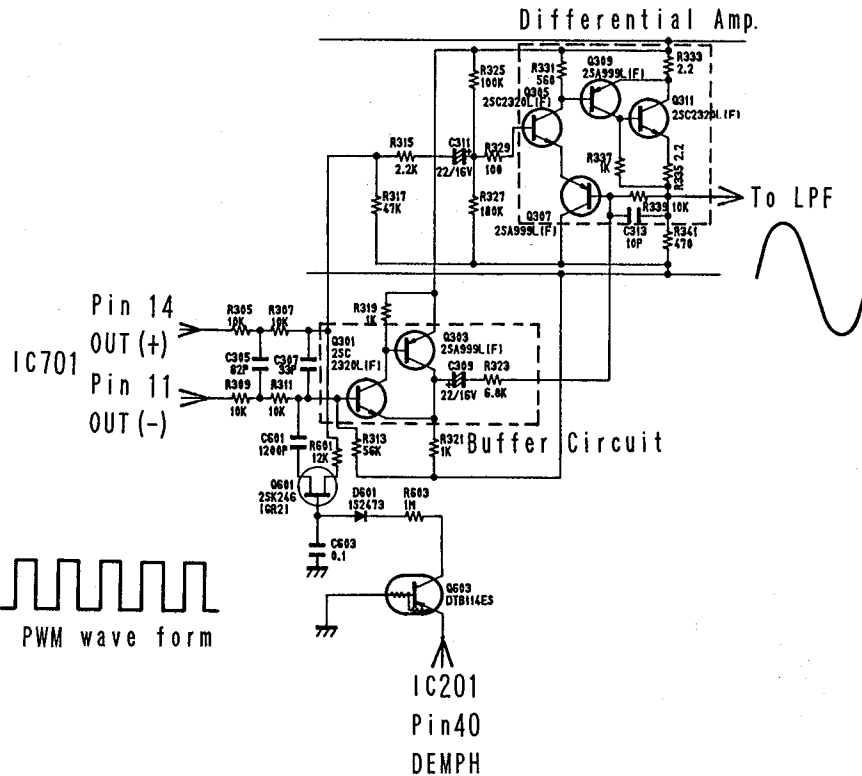 Differential Amp.
R325
100K
R331
560
Q305
2SC2320L(F)
Q309
2SA999L(F)
R333
2.2
Q311
2SC2320L(F)
R315
2.2K
C311
22/16V
R329
100
R337
1K
R335 2.2
R317
47K
R327
180K
Q307
2SA999L(F)
R339
10K
C313
10P
R341
470
To LPF
Pin 14
OUT (+)
IC701
Pin 11
OUT (-)
R305
10K
R307
10K
C305
82P
C307
33P
R309
10K
R311
10K
R319
1K
Q301
2SC
2320L(F)
Q303
2SA999L(F)
C309
22/16V
R323
6.8K
C601
1200P
R601
12K
R313
56K
R321
1K
Buffer Circuit
Q601
2SK246
(GR2)
D601
1S2473
R603
1M
C603
0.1
Q603
DTB114ES
PWM wave form
IC201
Pin40
DEMPH